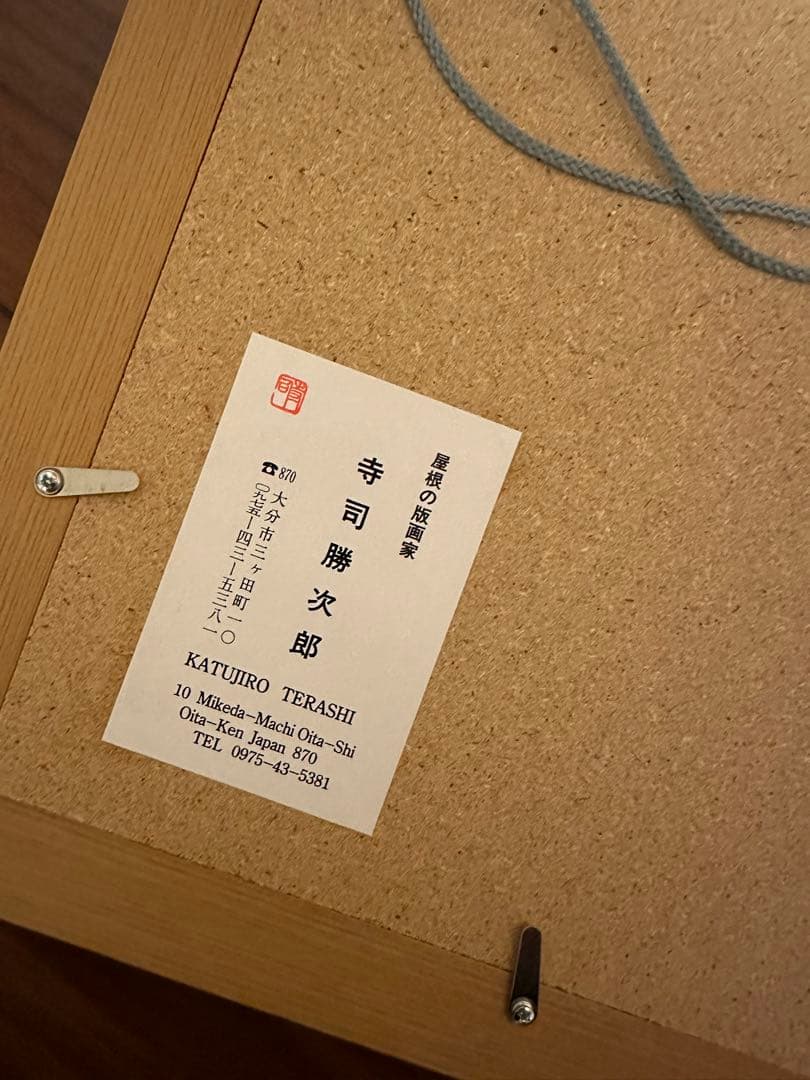 屋根の版画家
寺司勝次郎
870 大分市三ヶ田町一〇
☎〇九七五ー四三ー五三八一
KATUJIRO TERASHI
10 Mikeda-Machi Oita-Shi
Oita-Ken Japan 870
TEL 0975-43-5381